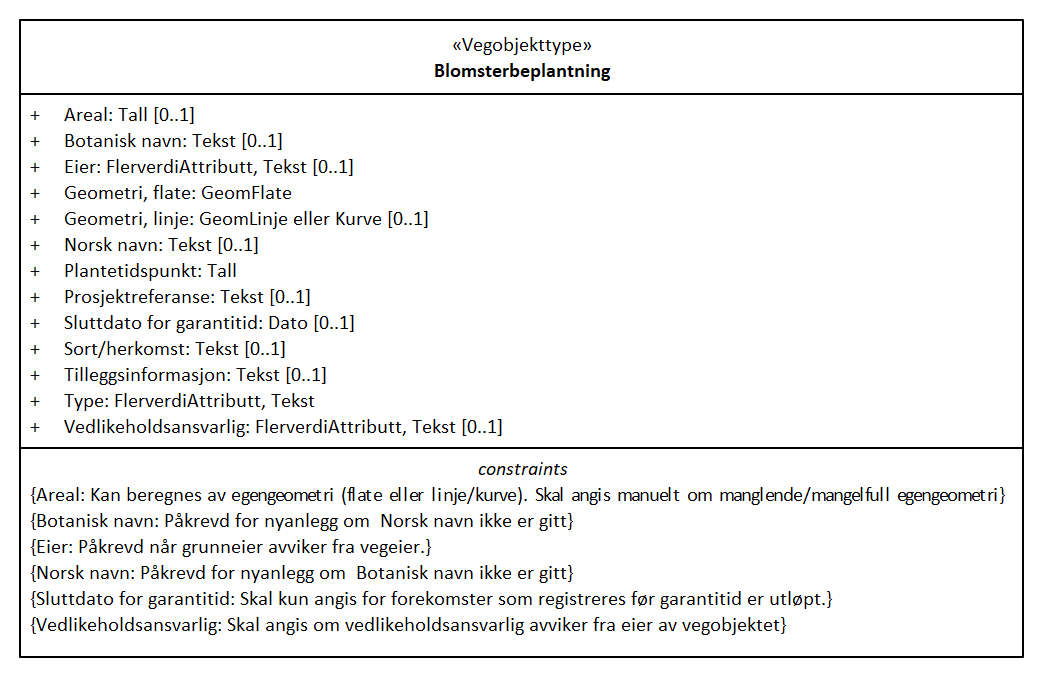 «Vegobjekttype»
Blomsterbeplantning
+ Areal: Tall [0..1]
+ Botanisk navn: Tekst [0..1]
+ Eier: FlerverdiAttributt, Tekst [0..1]
+ Geometri, flate: GeomFlate
+ Geometri, linje: GeomLinje eller Kurve [0..1]
+ Norsk navn: Tekst [0..1]
+ Plantetidspunkt: Tall
+ Prosjektreferanse: Tekst [0..1]
+ Sluttdato for garantitid: Dato [0..1]
+ Sort/herkomst: Tekst [0..1]
+ Tilleggsinformasjon: Tekst [0..1]
+ Type: FlerverdiAttributt, Tekst
+ Vedlikeholdsansvarlig: FlerverdiAttributt, Tekst [0..1]
constraints
{Areal: Kan beregnes av egengeometri (flate eller linje/kurve). Skal angis manuelt om manglende/mangelfull egengeometri}
{Botanisk navn: Påkrevd for nyanlegg om  Norsk navn ikke er gitt}
{Eier: Påkrevd når grunneier avviker fra vegeier.}
{Norsk navn: Påkrevd for nyanlegg om  Botanisk navn ikke er gitt}
{Sluttdato for garantitid: Skal kun angis for forekomster som registreres før garantitid er utløpt.}
{Vedlikeholdsansvarlig: Skal angis om vedlikeholdsansvarlig avviker fra eier av vegobjektet}